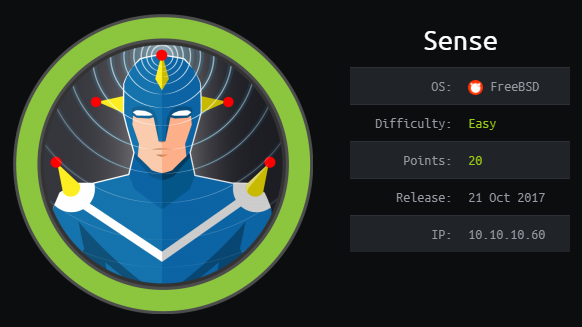 Sense
OS: FreeBSD
Difficulty: Easy
Points: 20
Release: 21 Oct 2017
IP: 10.10.10.60